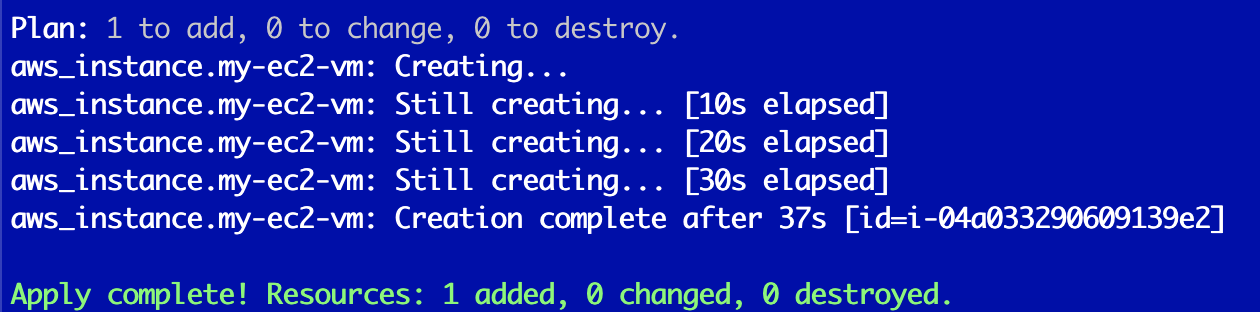 Plan: 1 to add, 0 to change, 0 to destroy.
aws_instance.my-ec2-vm: Creating...
aws_instance.my-ec2-vm: Still creating... [10s elapsed]
aws_instance.my-ec2-vm: Still creating... [20s elapsed]
aws_instance.my-ec2-vm: Still creating... [30s elapsed]
aws_instance.my-ec2-vm: Creation complete after 37s [id=i-04a033290609139e2]
Apply complete! Resources: 1 added, 0 changed, 0 destroyed.